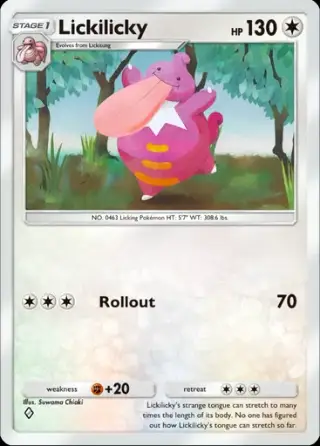 STAGE 1
Lickilicky
HP 130
Evolves from Lickitung
NO. 0463 Licking Pokémon HT: 5'7" WT: 308.6 lbs.
Rollout 70
weakness +20 retreat
Illus. Suwama Chiaki
Lickilicky's strange tongue can stretch to many
times the length of its body. No one has figured
out how Lickilicky's tongue can stretch so far.